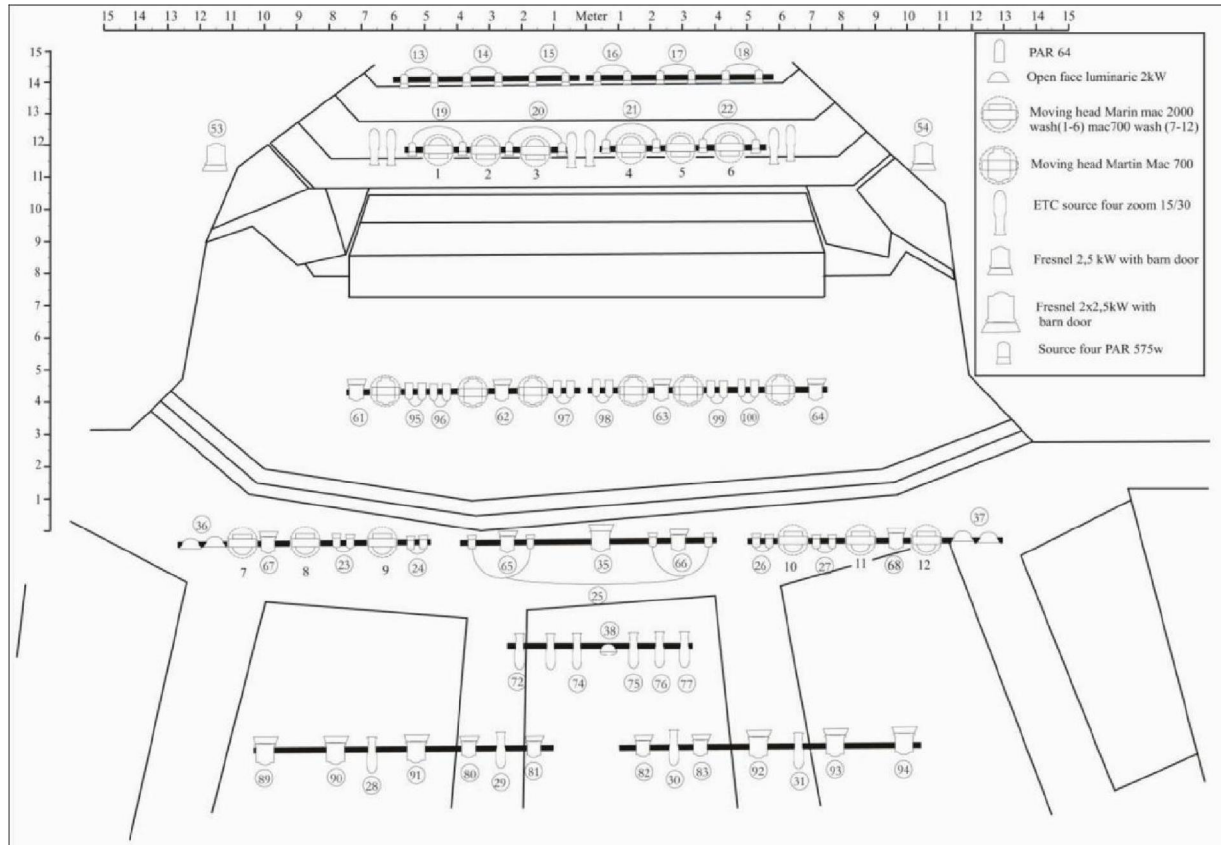 15 14 13 12 11 10 9 8 7 6 5 4 3 2 1 Meter 1 2 3 4 5 6 7 8 9 10 11 12 13 14 15
15
14
13
12
11
10
9
8
7
6
5
4
3
2
1
13 14 15 16 17 18
19 20 21 22
53 54
1 2 3 4 5 6
61 95 96 62 97 98 63 99 100 64
36 37
7 67 8 23 9 24 65 35 66 26 10 27 11 68 12
25
38
72 74 75 76 77
89 90 28 91 80 29 81 82 30 83 92 31 93 94
PAR 64
Open face luminarie 2kW
Moving head Marin mac 2000
wash(1-6) mac700 wash (7-12)
Moving head Martin Mac 700
ETC source four zoom 15/30
Fresnel 2,5 kW with barn door
Fresnel 2x2,5kW with
barn door
Source four PAR 575w